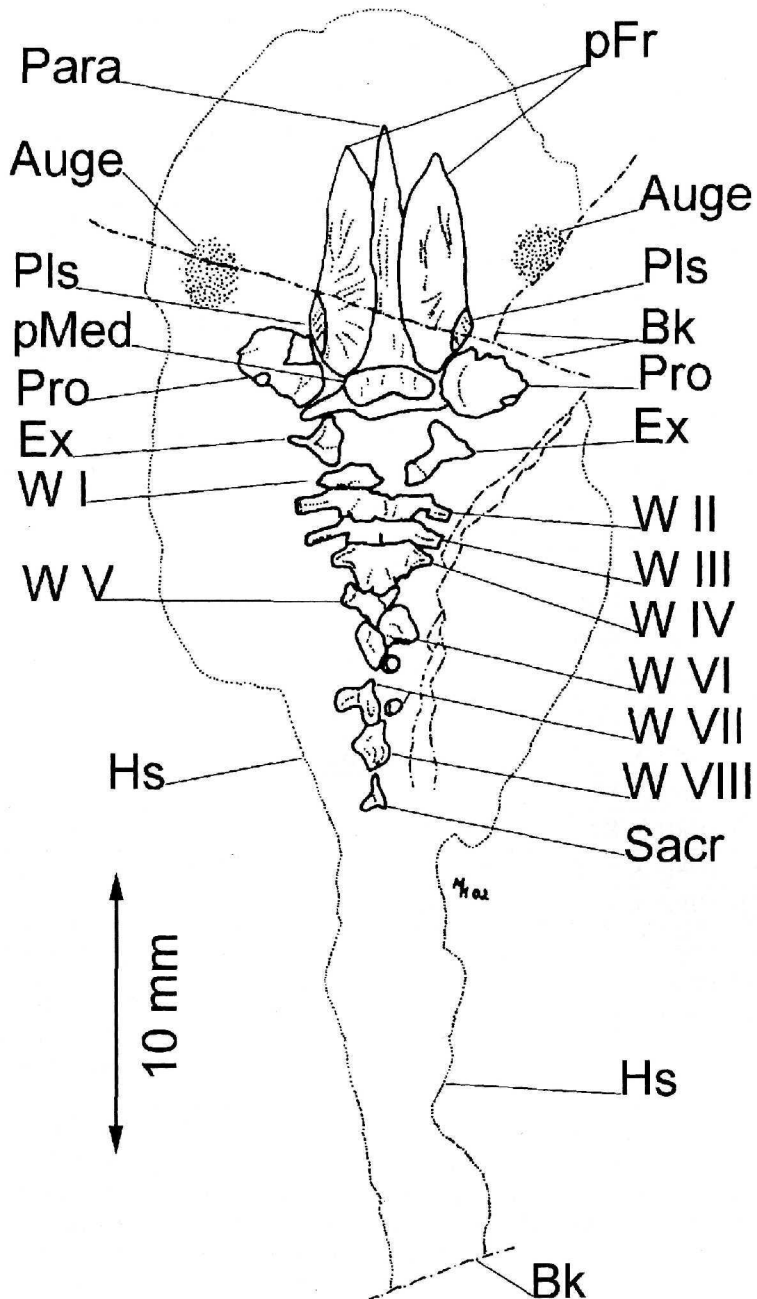 Para
pFr
Auge
Auge
Pls
Pls
pMed
Bk
Pro
Pro
Ex
Ex
W I
W II
W III
W V
W IV
W VI
W VII
Hs
W VIII
Sacr
10 mm
Hs
Bk